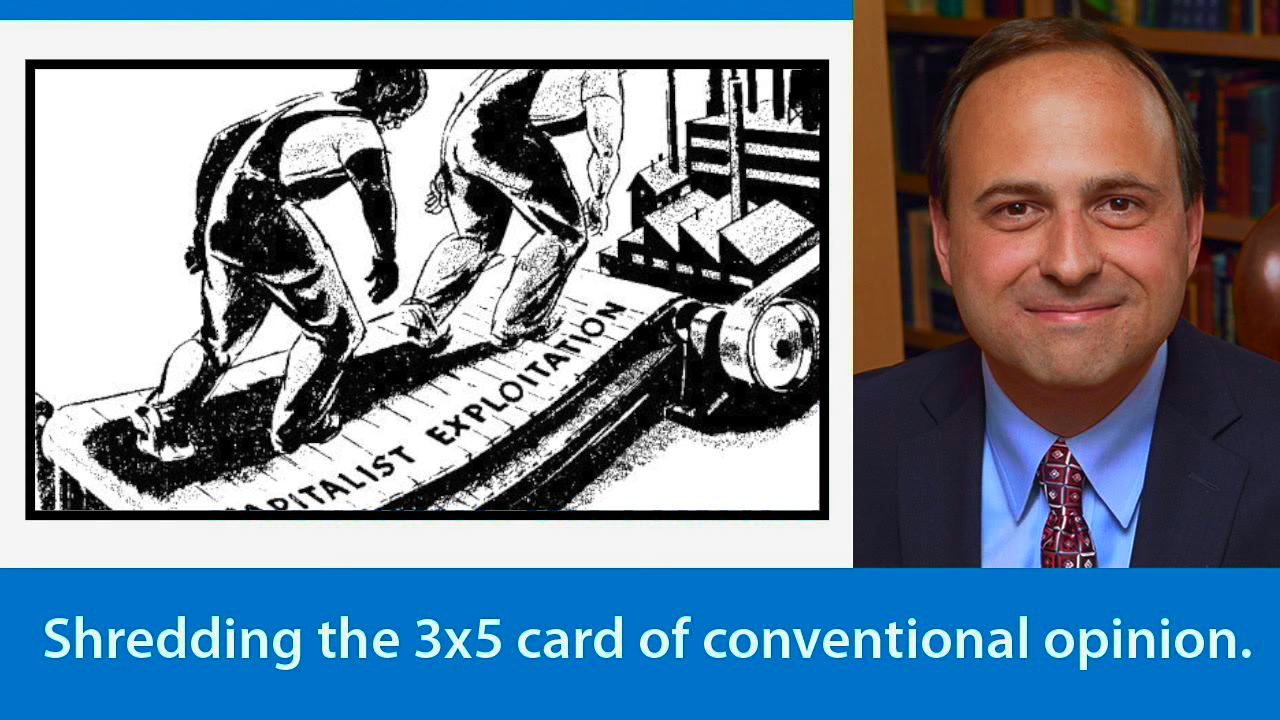 APITALIST EXPLOITATION
Shredding the 3x5 card of conventional opinion.